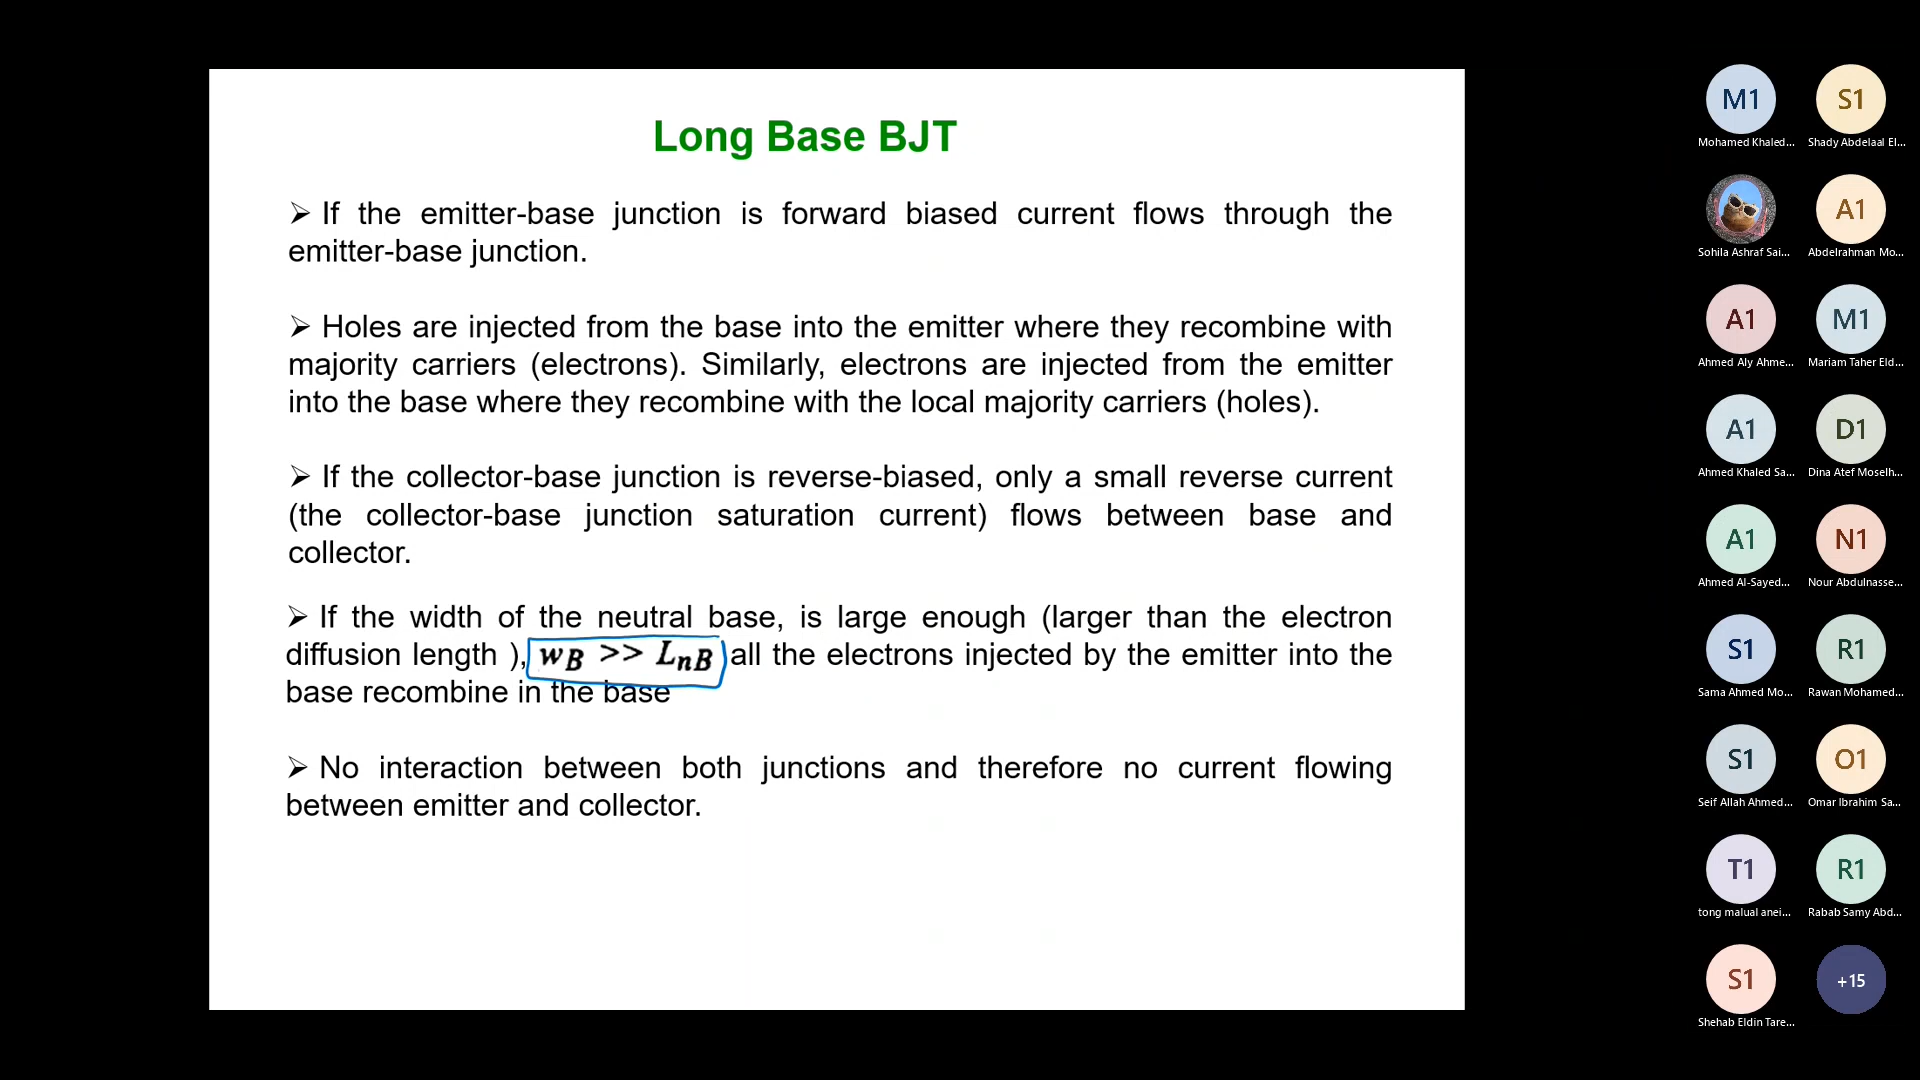 Long Base BJT
➢ If the emitter-base junction is forward biased current flows through the
emitter-base junction.
➢ Holes are injected from the base into the emitter where they recombine with
majority carriers (electrons). Similarly, electrons are injected from the emitter
into the base where they recombine with the local majority carriers (holes).
➢ If the collector-base junction is reverse-biased, only a small reverse current
(the collector-base junction saturation current) flows between base and
collector.
➢ If the width of the neutral base, is large enough (larger than the electron
diffusion length ), wB >> LnB all the electrons injected by the emitter into the
base recombine in the base
➢ No interaction between both junctions and therefore no current flowing
between emitter and collector.
M1 S1
Mohamed Khaled... Shady Abdelaal El...
A1
Sohila Ashraf Sai... Abdelrahman Mo...
A1 M1
Ahmed Aly Ahme... Mariam Taher Eld...
A1 D1
Ahmed Khaled Sa... Dina Atef Moselh...
A1 N1
Ahmed Al-Sayed... Nour Abdulnasse...
S1 R1
Sama Ahmed Mo... Rawan Mohamed...
S1 O1
Seif Allah Ahmed... Omar Ibrahim Sa...
T1 R1
tong malual anei... Rabab Samy Abd...
S1 +15
Shehab Eldin Tare...